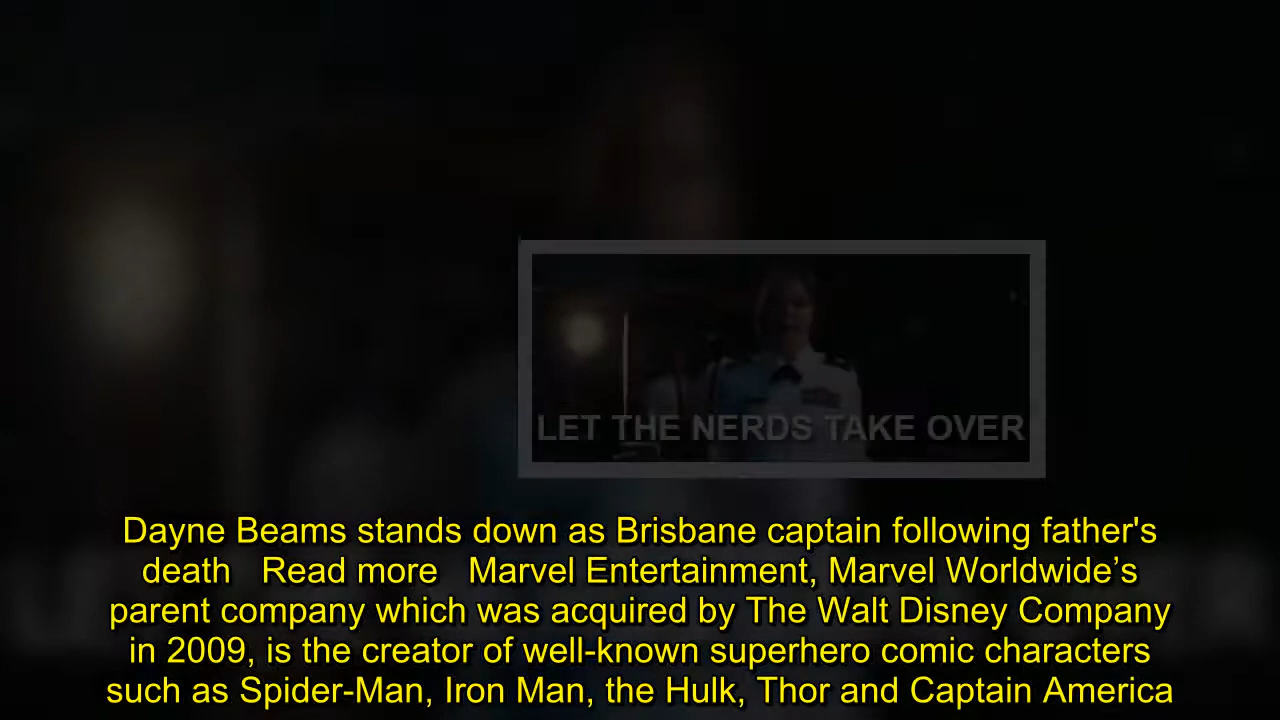 LET THE NERDS TAKE OVER
Dayne Beams stands down as Brisbane captain following father's
death   Read more   Marvel Entertainment, Marvel Worldwide’s
parent company which was acquired by The Walt Disney Company
in 2009, is the creator of well-known superhero comic characters
such as Spider-Man, Iron Man, the Hulk, Thor and Captain America